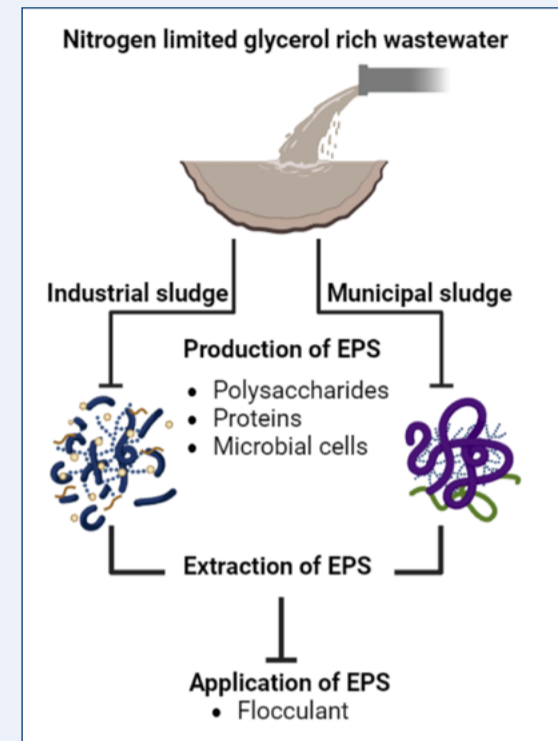 Nitrogen limited glycerol rich wastewater
Industrial sludge
Municipal sludge
Production of EPS
• Polysaccharides
• Proteins
• Microbial cells
Extraction of EPS
Application of EPS
• Flocculant